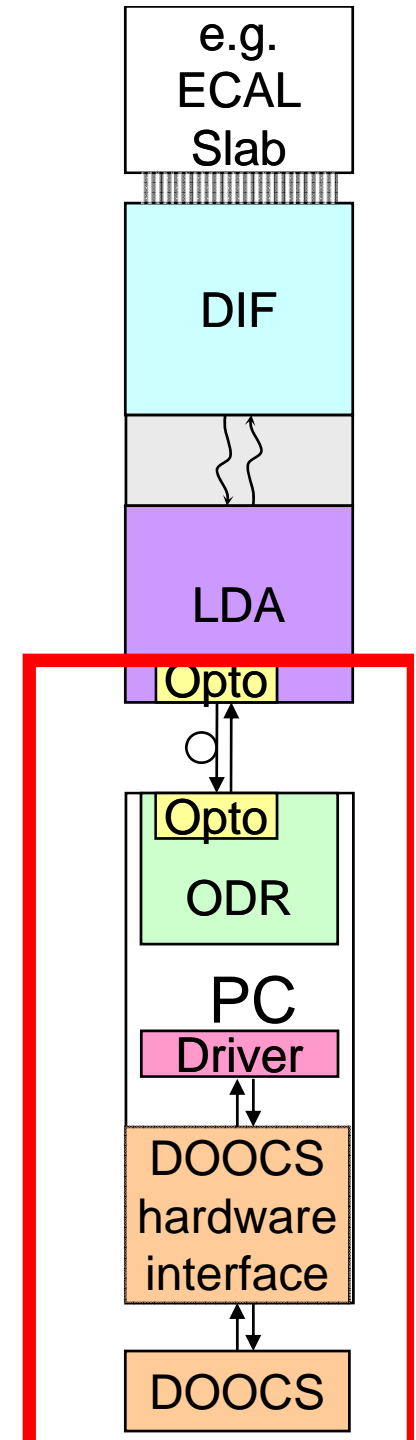 e.g.
ECAL
Slab
DIF
LDA
Opto
Opto
ODR
PC
Driver
DOOCS
hardware
interface
DOOCS